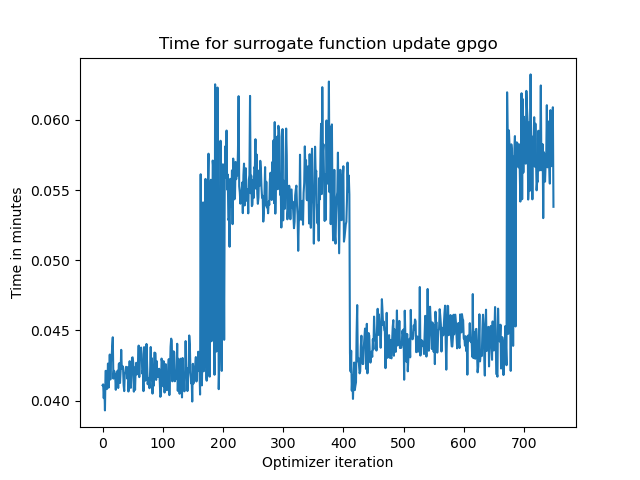 Time for surrogate function update gpgo
0.060
0.055
0.050
0.045
0.040
Time in minutes
0 100 200 300 400 500 600 700
Optimizer iteration